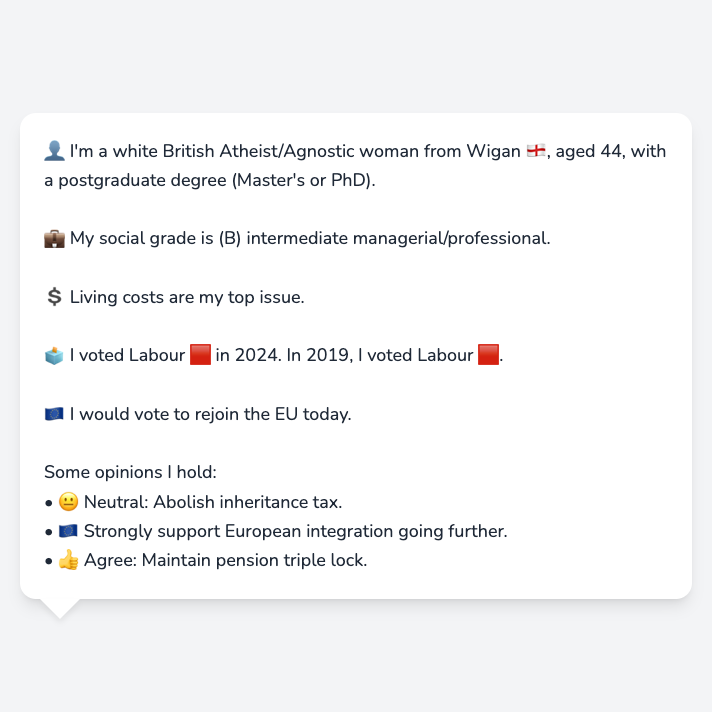 👤 I'm a white British Atheist/Agnostic woman from Wigan 🏴󠁧󠁢󠁥󠁮󠁧󠁿, aged 44, with
a postgraduate degree (Master's or PhD).
💼 My social grade is (B) intermediate managerial/professional.
💲 Living costs are my top issue.
🗳️ I voted Labour 🟥 in 2024. In 2019, I voted Labour 🟥.
🇪🇺 I would vote to rejoin the EU today.
Some opinions I hold:
• 😐 Neutral: Abolish inheritance tax.
• 🇪🇺 Strongly support European integration going further.
• 👍 Agree: Maintain pension triple lock.